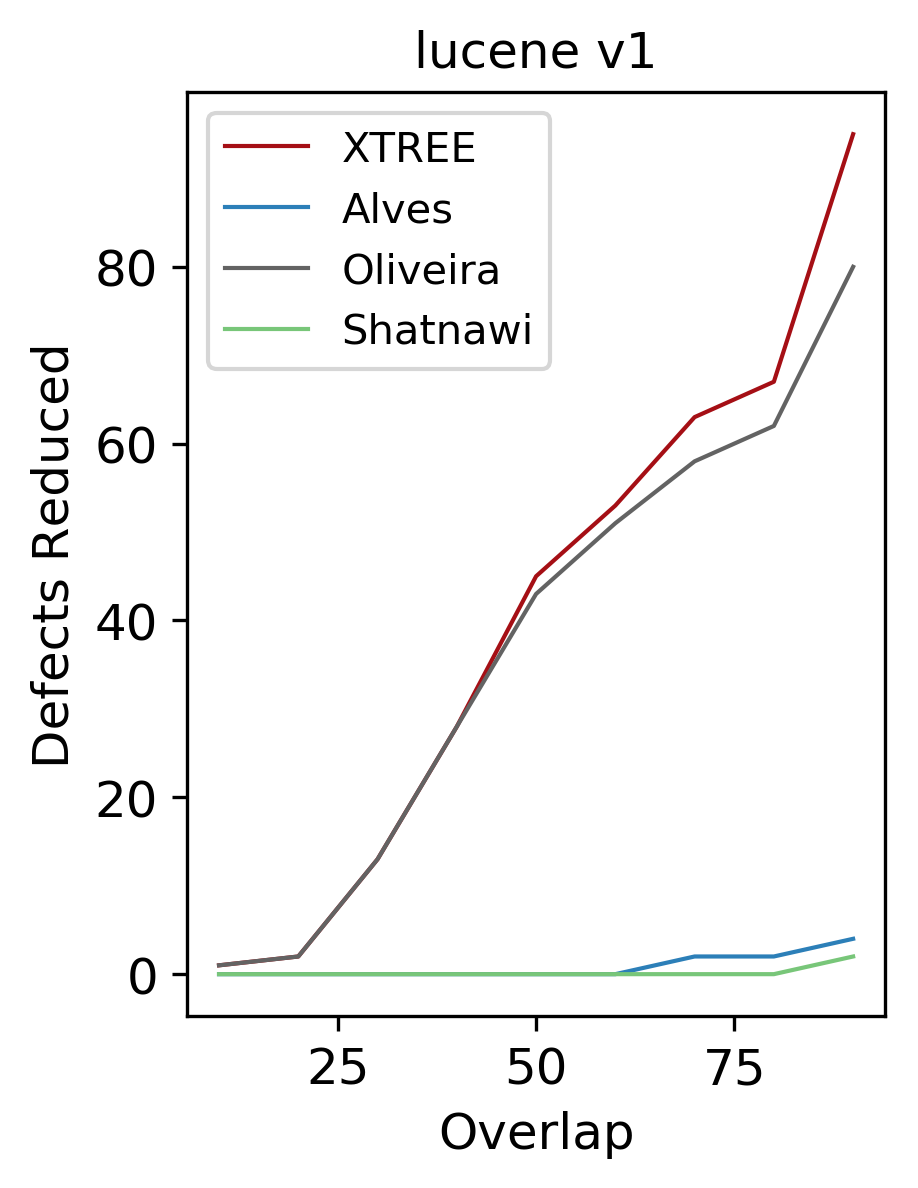 lucene v1
XTREE
Alves
Oliveira
Shatnawi
Defects Reduced
80
60
40
20
0
25 50 75
Overlap